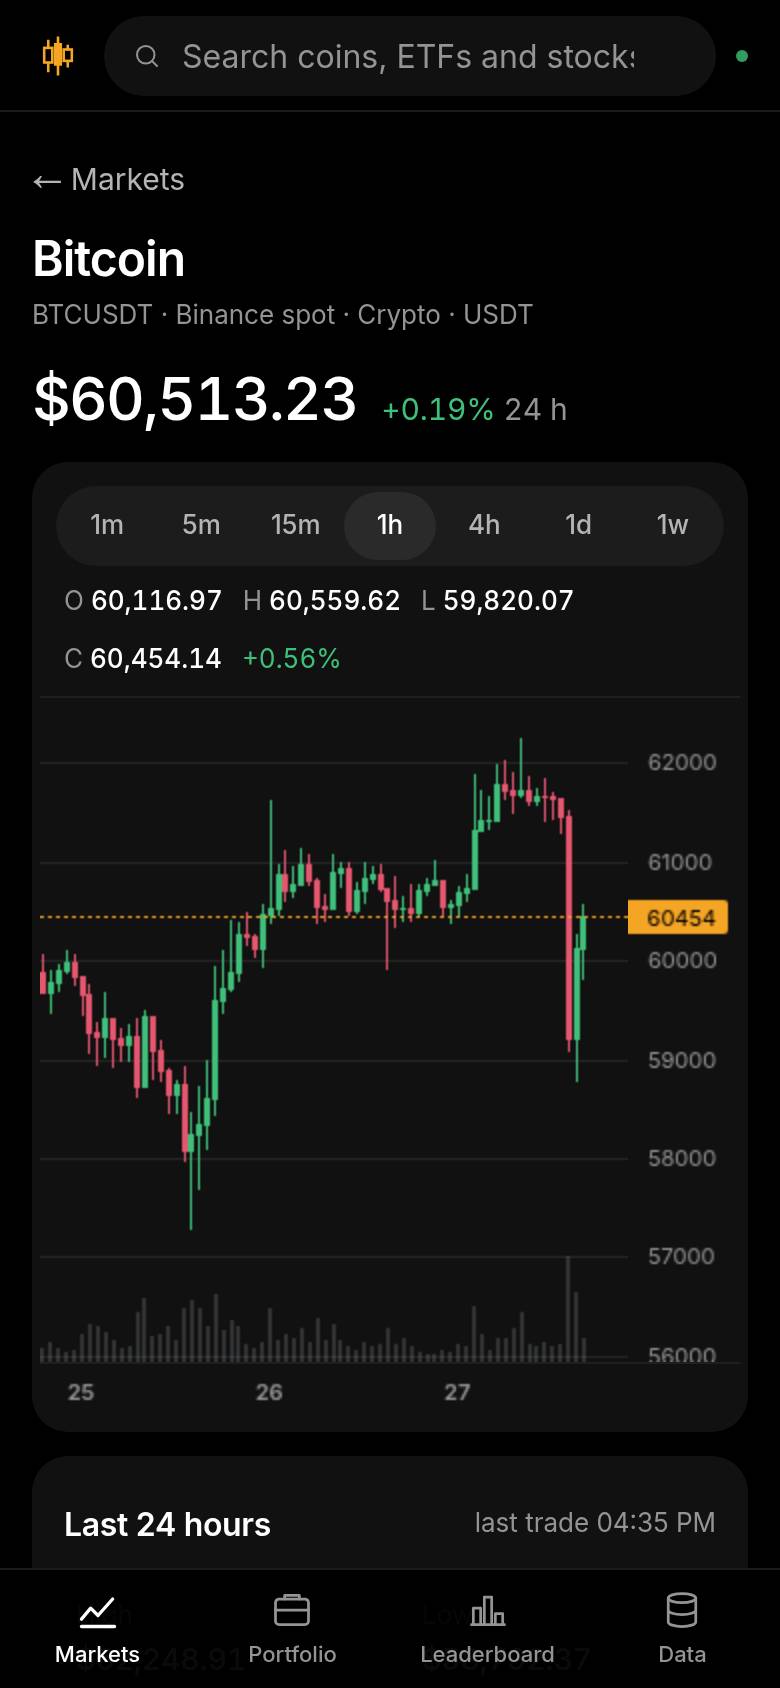 Search coins, ETFs and stocks
← Markets
Bitcoin
BTCUSDT · Binance spot · Crypto · USDT
$60,513.23 +0.19% 24 h
1m 5m 15m 1h 4h 1d 1w
O 60,116.97 H 60,559.62 L 59,820.07
C 60,454.14 +0.56%
62000
61000
60454
60000
59000
58000
57000
56000
25 26 27
Last 24 hours last trade 04:35 PM
Markets Portfolio Leaderboard Data